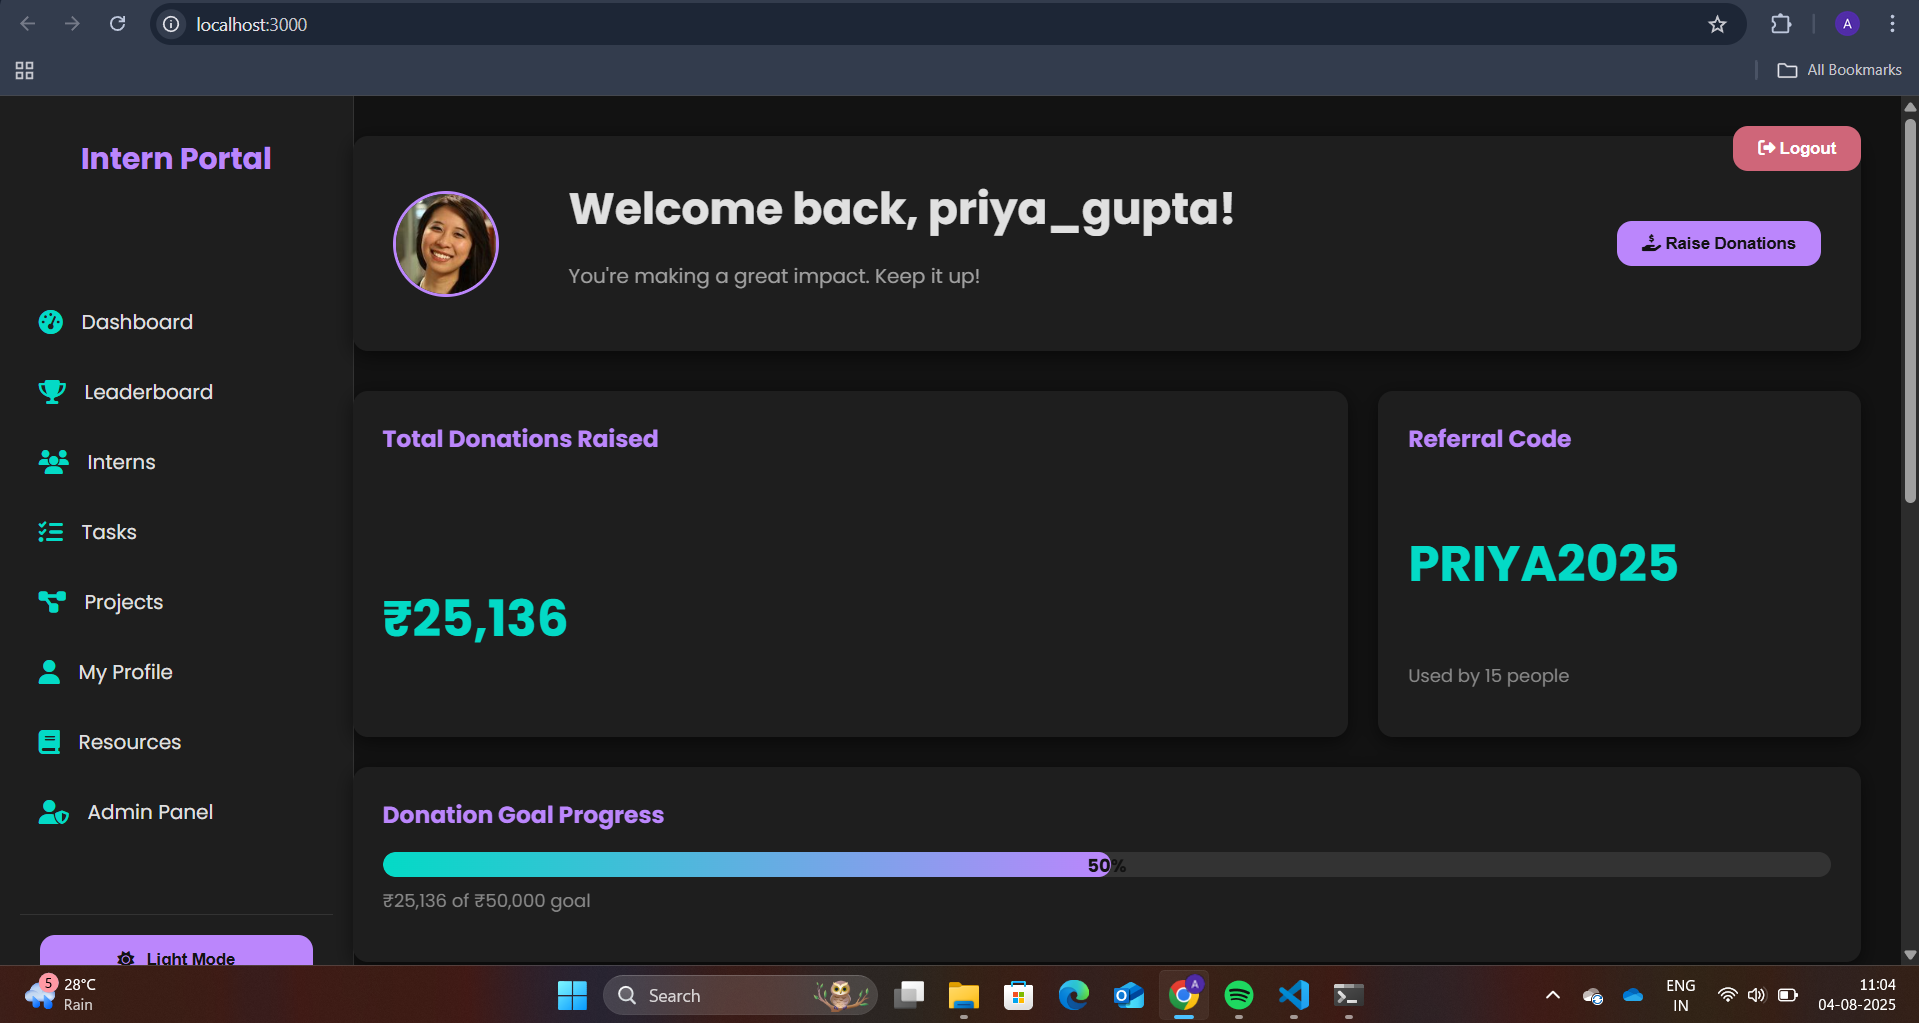 localhost:3000
A
All Bookmarks
Intern Portal
Logout
Welcome back, priya_gupta!
You're making a great impact. Keep it up!
Raise Donations
Dashboard
Leaderboard
Interns
Tasks
Projects
My Profile
Resources
Admin Panel
Light Mode
Total Donations Raised
₹25,136
Referral Code
PRIYA2025
Used by 15 people
Donation Goal Progress
50%
₹25,136 of ₹50,000 goal
5
28°C
Rain
Search
A
ENG
IN
11:04
04-08-2025